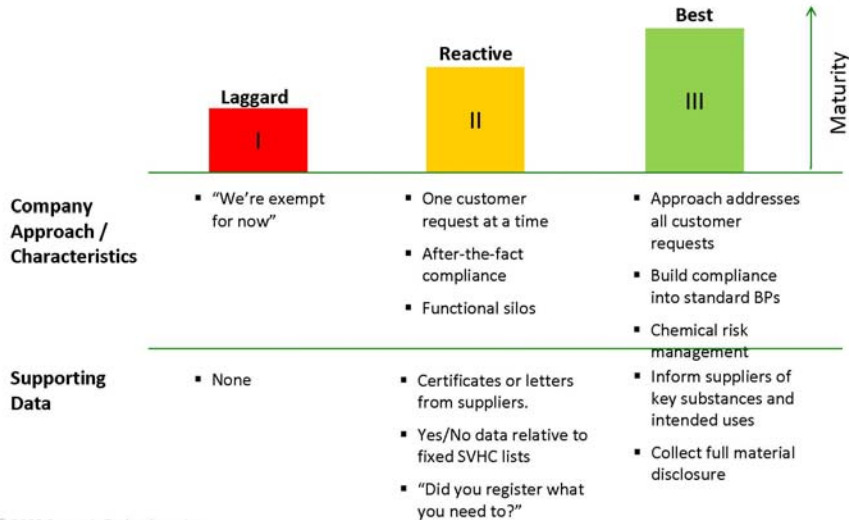 Best
Reactive
Laggard
III
II
I
Maturity
Company
Approach /
Characteristics
▪ “We’re exempt
for now”
▪ One customer
request at a time
▪ After-the-fact
compliance
▪ Functional silos
▪ Approach addresses
all customer
requests
▪ Build compliance
into standard BPs
▪ Chemical risk
management
Supporting
Data
▪ None
▪ Certificates or letters
from suppliers.
▪ Yes/No data relative to
fixed SVHC lists
▪ “Did you register what
you need to?”
▪ Inform suppliers of
key substances and
intended uses
▪ Collect full material
disclosure